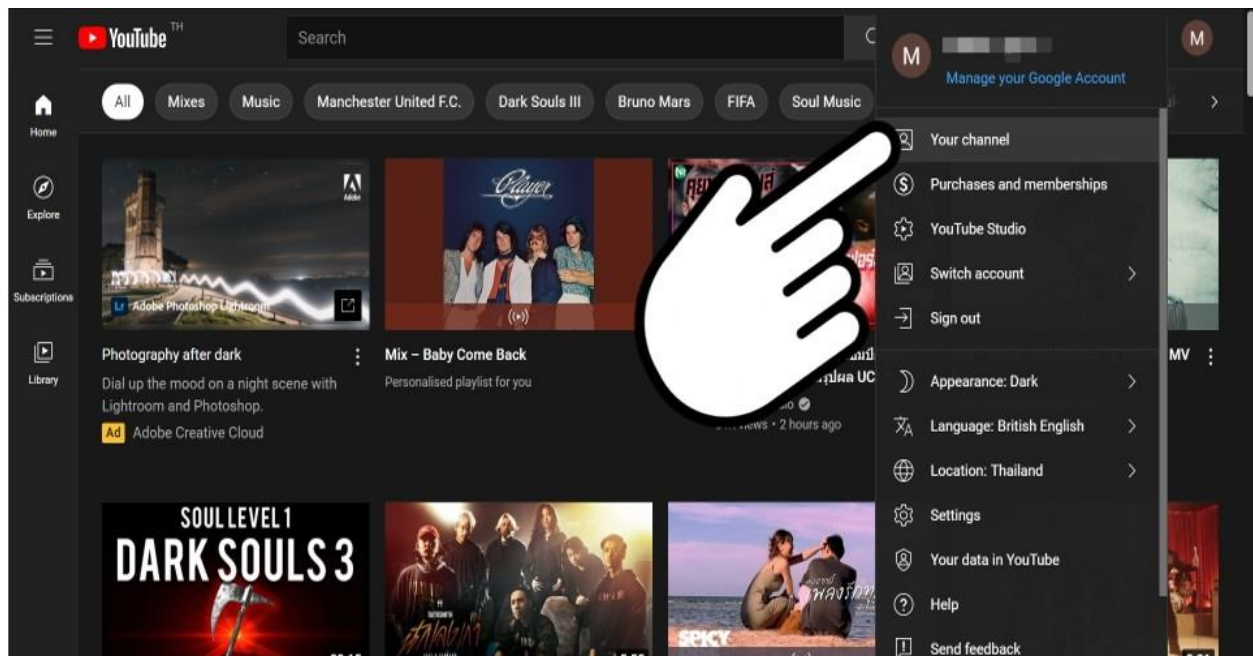 YouTube TH
Search
M
Manage your Google Account
M
All
Mixes
Music
Manchester United F.C.
Dark Souls III
Bruno Mars
FIFA
Soul Music
Home
Explore
Subscriptions
Library
Your channel
Purchases and memberships
YouTube Studio
Switch account
Sign out
Appearance: Dark
Language: British English
Location: Thailand
Settings
Your data in YouTube
Help
Send feedback
Adobe
Lr Adobe Photoshop Lightroom
Photography after dark
Dial up the mood on a night scene with
Lightroom and Photoshop.
Ad Adobe Creative Cloud
Player
Mix – Baby Come Back
Personalised playlist for you
UC
views • 2 hours ago
MV
SOUL LEVEL 1
DARK SOULS 3
SPICY